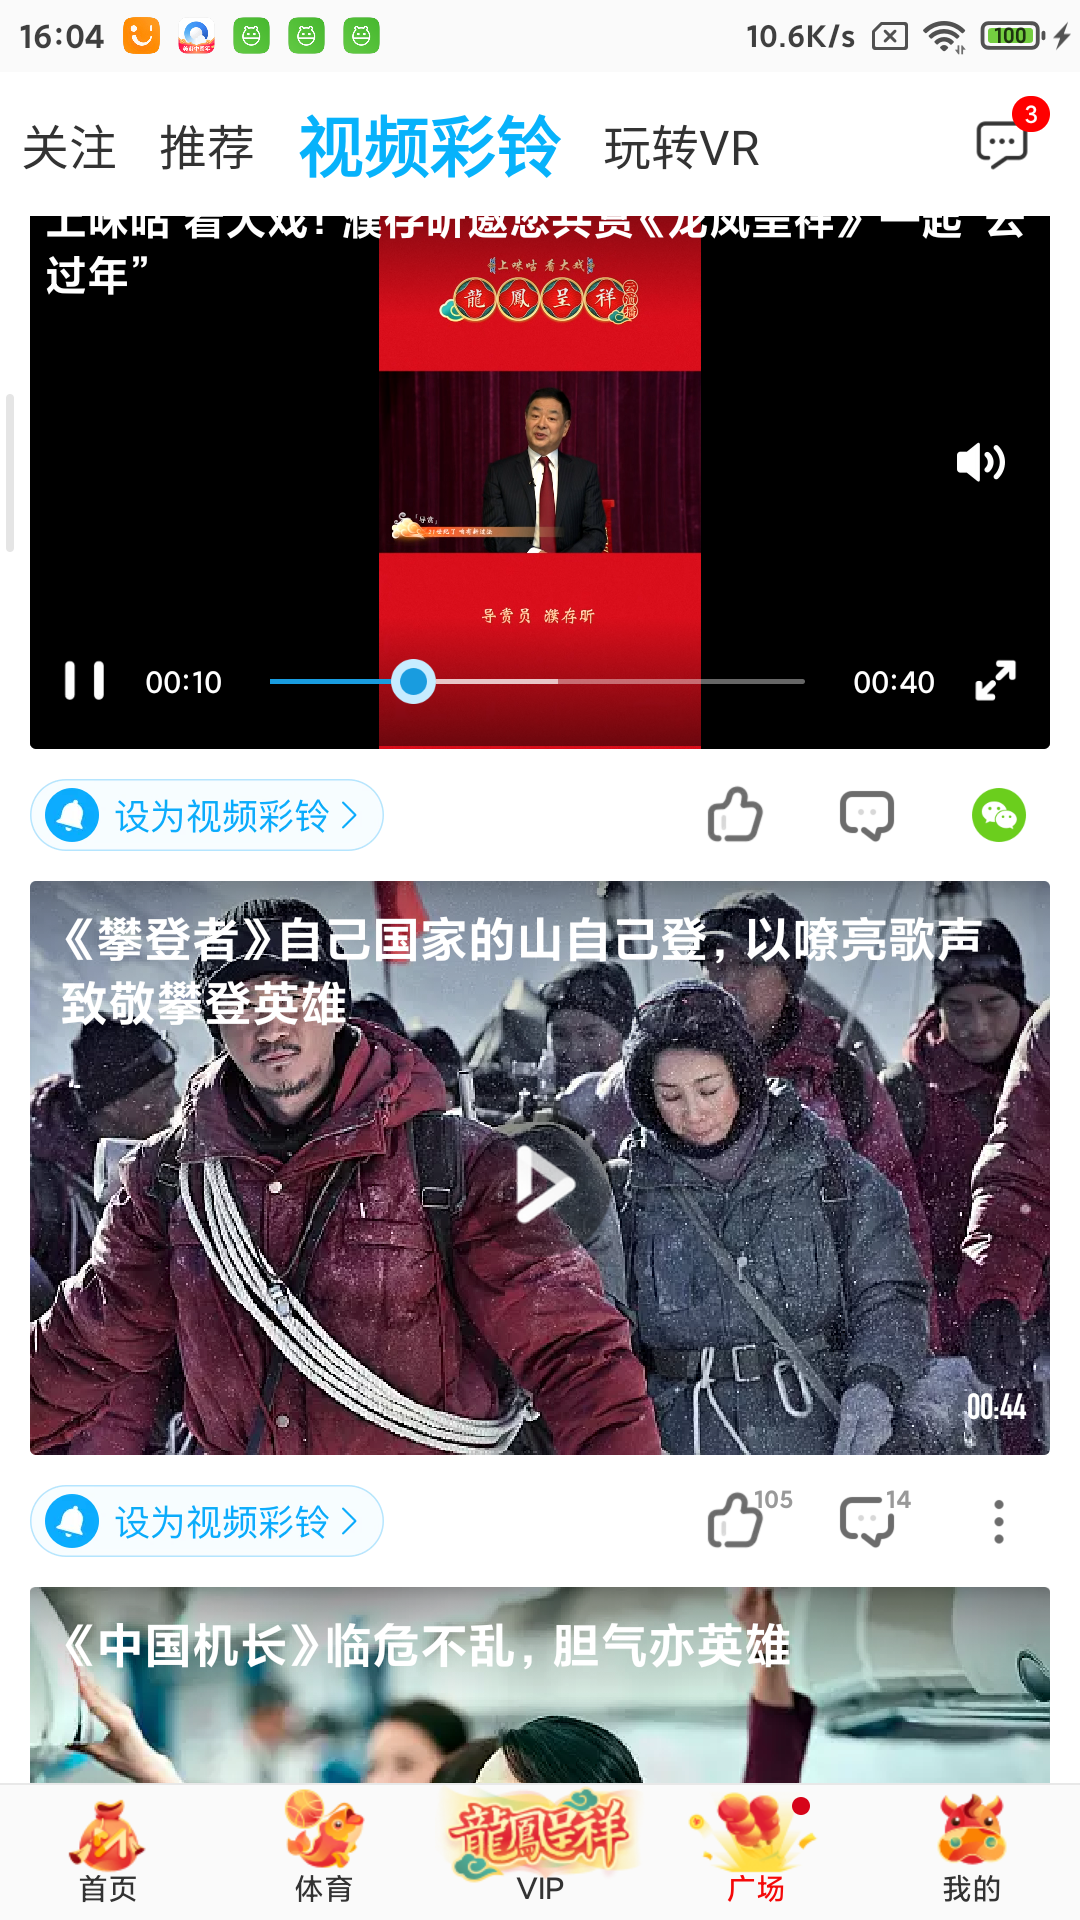 16:04
10.6K/s
100
关注 推荐 视频彩铃 玩转VR
3
上咪咕 看大戏！濮存昕邀您共赏《龙凤呈祥》一起“云
过年”
上咪咕 看大戏
龍鳳呈祥
「导赏」
导赏员 濮存昕
00:10
00:40
设为视频彩铃
《攀登者》自己国家的山自己登，以嘹亮歌声
致敬攀登英雄
00:44
设为视频彩铃
105
14
《中国机长》临危不乱，胆气亦英雄
龍鳳呈祥
首页 体育 VIP 广场 我的